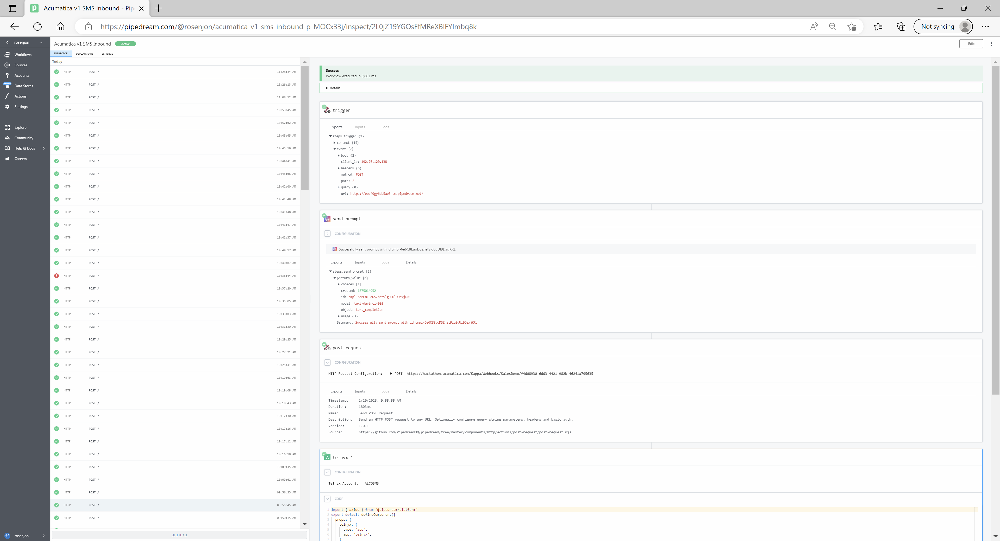 Acumatica v1 SMS Inbound - Pip
https://pipedream.com/@rosenjon/acumatica-v1-sms-inbound-p_MOCx33j/inspect/2L0jZ19YGOsFfMReXBlFYImbq8k
Not syncing
rosenjon
Workflows
Sources
Accounts
Data Stores
Actions
Settings
Explore
Community
Help & Docs
Careers
rosenjon
Acumatica v1 SMS Inbound
Active
Edit
INSPECTOR
DEPLOYMENTS
SETTINGS
Today
HTTP POST / 11:28:34 AM
HTTP POST / 11:26:18 AM
HTTP POST / 11:08:52 AM
HTTP POST / 10:53:45 AM
HTTP POST / 10:52:02 AM
HTTP POST / 10:45:45 AM
HTTP POST / 10:45:10 AM
HTTP POST / 10:44:41 AM
HTTP POST / 10:43:06 AM
HTTP POST / 10:42:00 AM
HTTP POST / 10:41:48 AM
HTTP POST / 10:41:48 AM
HTTP POST / 10:41:47 AM
HTTP POST / 10:41:37 AM
HTTP POST / 10:40:17 AM
HTTP POST / 10:40:07 AM
HTTP POST / 10:38:44 AM
HTTP POST / 10:37:20 AM
HTTP POST / 10:35:05 AM
HTTP POST / 10:33:03 AM
HTTP POST / 10:31:30 AM
HTTP POST / 10:29:25 AM
HTTP POST / 10:27:21 AM
HTTP POST / 10:25:41 AM
HTTP POST / 10:19:08 AM
HTTP POST / 10:19:08 AM
HTTP POST / 10:18:43 AM
HTTP POST / 10:17:30 AM
HTTP POST / 10:17:16 AM
HTTP POST / 10:17:12 AM
HTTP POST / 10:16:18 AM
HTTP POST / 10:09:45 AM
HTTP POST / 10:09:01 AM
HTTP POST / 09:56:23 AM
HTTP POST / 09:55:45 AM
HTTP POST / 09:50:15 AM
DELETE ALL
Success
Workflow executed in 9,861 ms
details
trigger
Exports Inputs Logs
steps.trigger {2}
context {15}
event {7}
body {2}
client_ip: 192.76.120.138
headers {6}
method: POST
path: /
query {0}
url: https://eoz49gy6cb5ae5n.m.pipedream.net/
send_prompt
CONFIGURATION
Successfully sent prompt with id cmpl-6e6C8EuoDSZhst9lg0uUl9DsxjKRL
Exports Inputs Logs Details
steps.send_prompt {2}
$return_value {6}
choices [1]
created: 1675014952
id: cmpl-6e6C8EuoDSZhst9lg0uUl9DsxjKRL
model: text-davinci-003
object: text_completion
usage {3}
$summary: Successfully sent prompt with id cmpl-6e6C8EuoDSZhst9lg0uUl9DsxjKRL
post_request
CONFIGURATION
HTTP Request Configuration: POST https://hackathon.acumatica.com/Kappa/Webhooks/SalesDemo/f4d08930-6dd3-4421-982b-46241a795635
Exports Inputs Logs Details
Timestamp: 1/29/2023, 9:55:55 AM
Duration: 1803ms
Name: Send POST Request
Description: Send an HTTP POST request to any URL. Optionally configure query string parameters, headers and basic auth.
Version: 1.0.1
Source: https://github.com/PipedreamHQ/pipedream/tree/master/components/http/actions/post-request/post-request.mjs
telnyx_1
CONFIGURATION
Telnyx Account: ALCOSMS
CODE
1 import { axios } from "@pipedream/platform"
2 export default defineComponent({
3 props: {
4 telnyx: {
5 type: "app",
6 app: "telnyx",
7 }